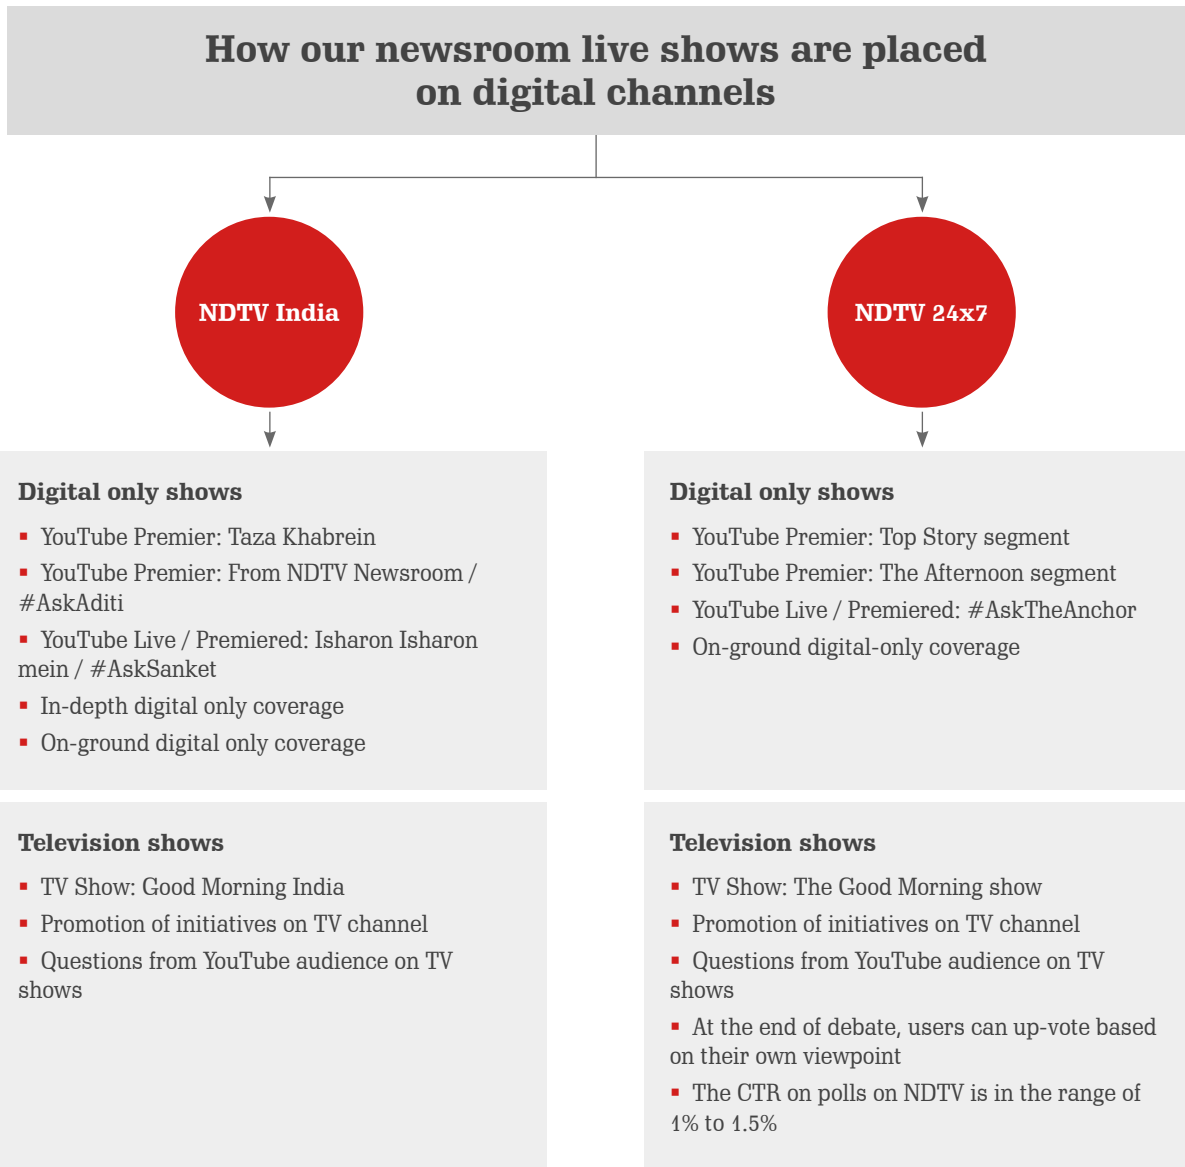 How our newsroom live shows are placed
on digital channels
NDTV India
Digital only shows
▪ YouTube Premier: Taza Khabrein
▪ YouTube Premier: From NDTV Newsroom /
#AskAditi
▪ YouTube Live / Premiered: Isharon Isharon
mein / #AskSanket
▪ In-depth digital only coverage
▪ On-ground digital only coverage
Television shows
▪ TV Show: Good Morning India
▪ Promotion of initiatives on TV channel
▪ Questions from YouTube audience on TV
shows
NDTV 24x7
Digital only shows
▪ YouTube Premier: Top Story segment
▪ YouTube Premier: The Afternoon segment
▪ YouTube Live / Premiered: #AskTheAnchor
▪ On-ground digital-only coverage
Television shows
▪ TV Show: The Good Morning show
▪ Promotion of initiatives on TV channel
▪ Questions from YouTube audience on TV
shows
▪ At the end of debate, users can up-vote based
on their own viewpoint
▪ The CTR on polls on NDTV is in the range of
1% to 1.5%